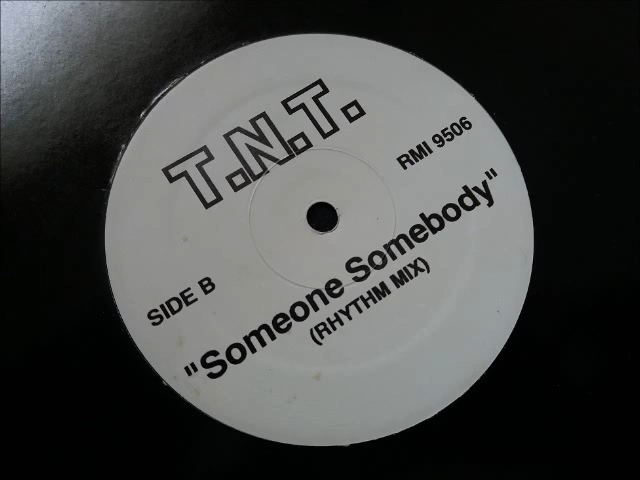 T.N.T.
RMI 9506
SIDE B
"Someone Somebody"
(RHYTHM MIX)